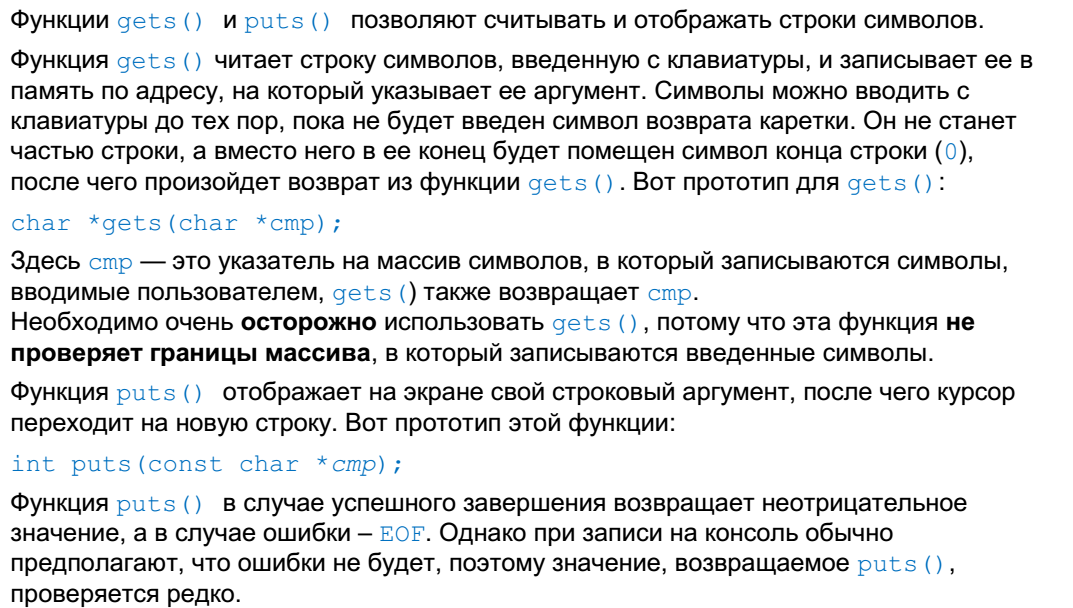 Функции gets() и puts() позволяют считывать и отображать строки символов.
Функция gets() читает строку символов, введенную с клавиатуры, и записывает ее в
память по адресу, на который указывает ее аргумент. Символы можно вводить с
клавиатуры до тех пор, пока не будет введен символ возврата каретки. Он не станет
частью строки, а вместо него в ее конец будет помещен символ конца строки (0),
после чего произойдет возврат из функции gets(). Вот прототип для gets():
char *gets(char *cmp);
Здесь cmp — это указатель на массив символов, в который записываются символы,
вводимые пользователем, gets() также возвращает cmp.
Необходимо очень осторожно использовать gets(), потому что эта функция не
проверяет границы массива, в который записываются введенные символы.
Функция puts() отображает на экране свой строковый аргумент, после чего курсор
переходит на новую строку. Вот прототип этой функции:
int puts(const char *cmp);
Функция puts() в случае успешного завершения возвращает неотрицательное
значение, а в случае ошибки – EOF. Однако при записи на консоль обычно
предполагают, что ошибки не будет, поэтому значение, возвращаемое puts(),
проверяется редко.